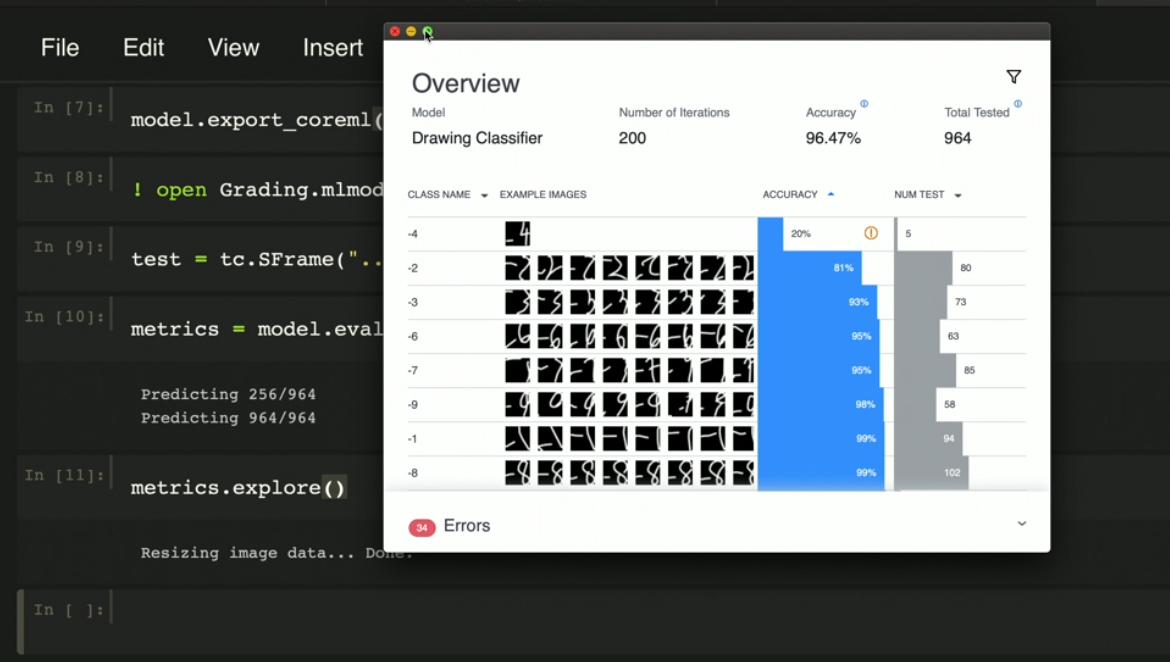 File Edit View Insert
In [7]: model.export_coreml(
In [8]: ! open Grading.mlmod
In [9]: test = tc.SFrame("..
In [10]: metrics = model.eval
Predicting 256/964
Predicting 964/964
In [11]: metrics.explore()
Resizing image data... Done.
In [ ]:
Overview
Model Number of Iterations Accuracy Total Tested
Drawing Classifier 200 96.47% 964
CLASS NAME EXAMPLE IMAGES ACCURACY NUM TEST
-4 -4 20% 5
-2 81% 80
-3 93% 73
-6 95% 63
-7 95% 85
-9 98% 58
-1 99% 94
-8 99% 102
34 Errors